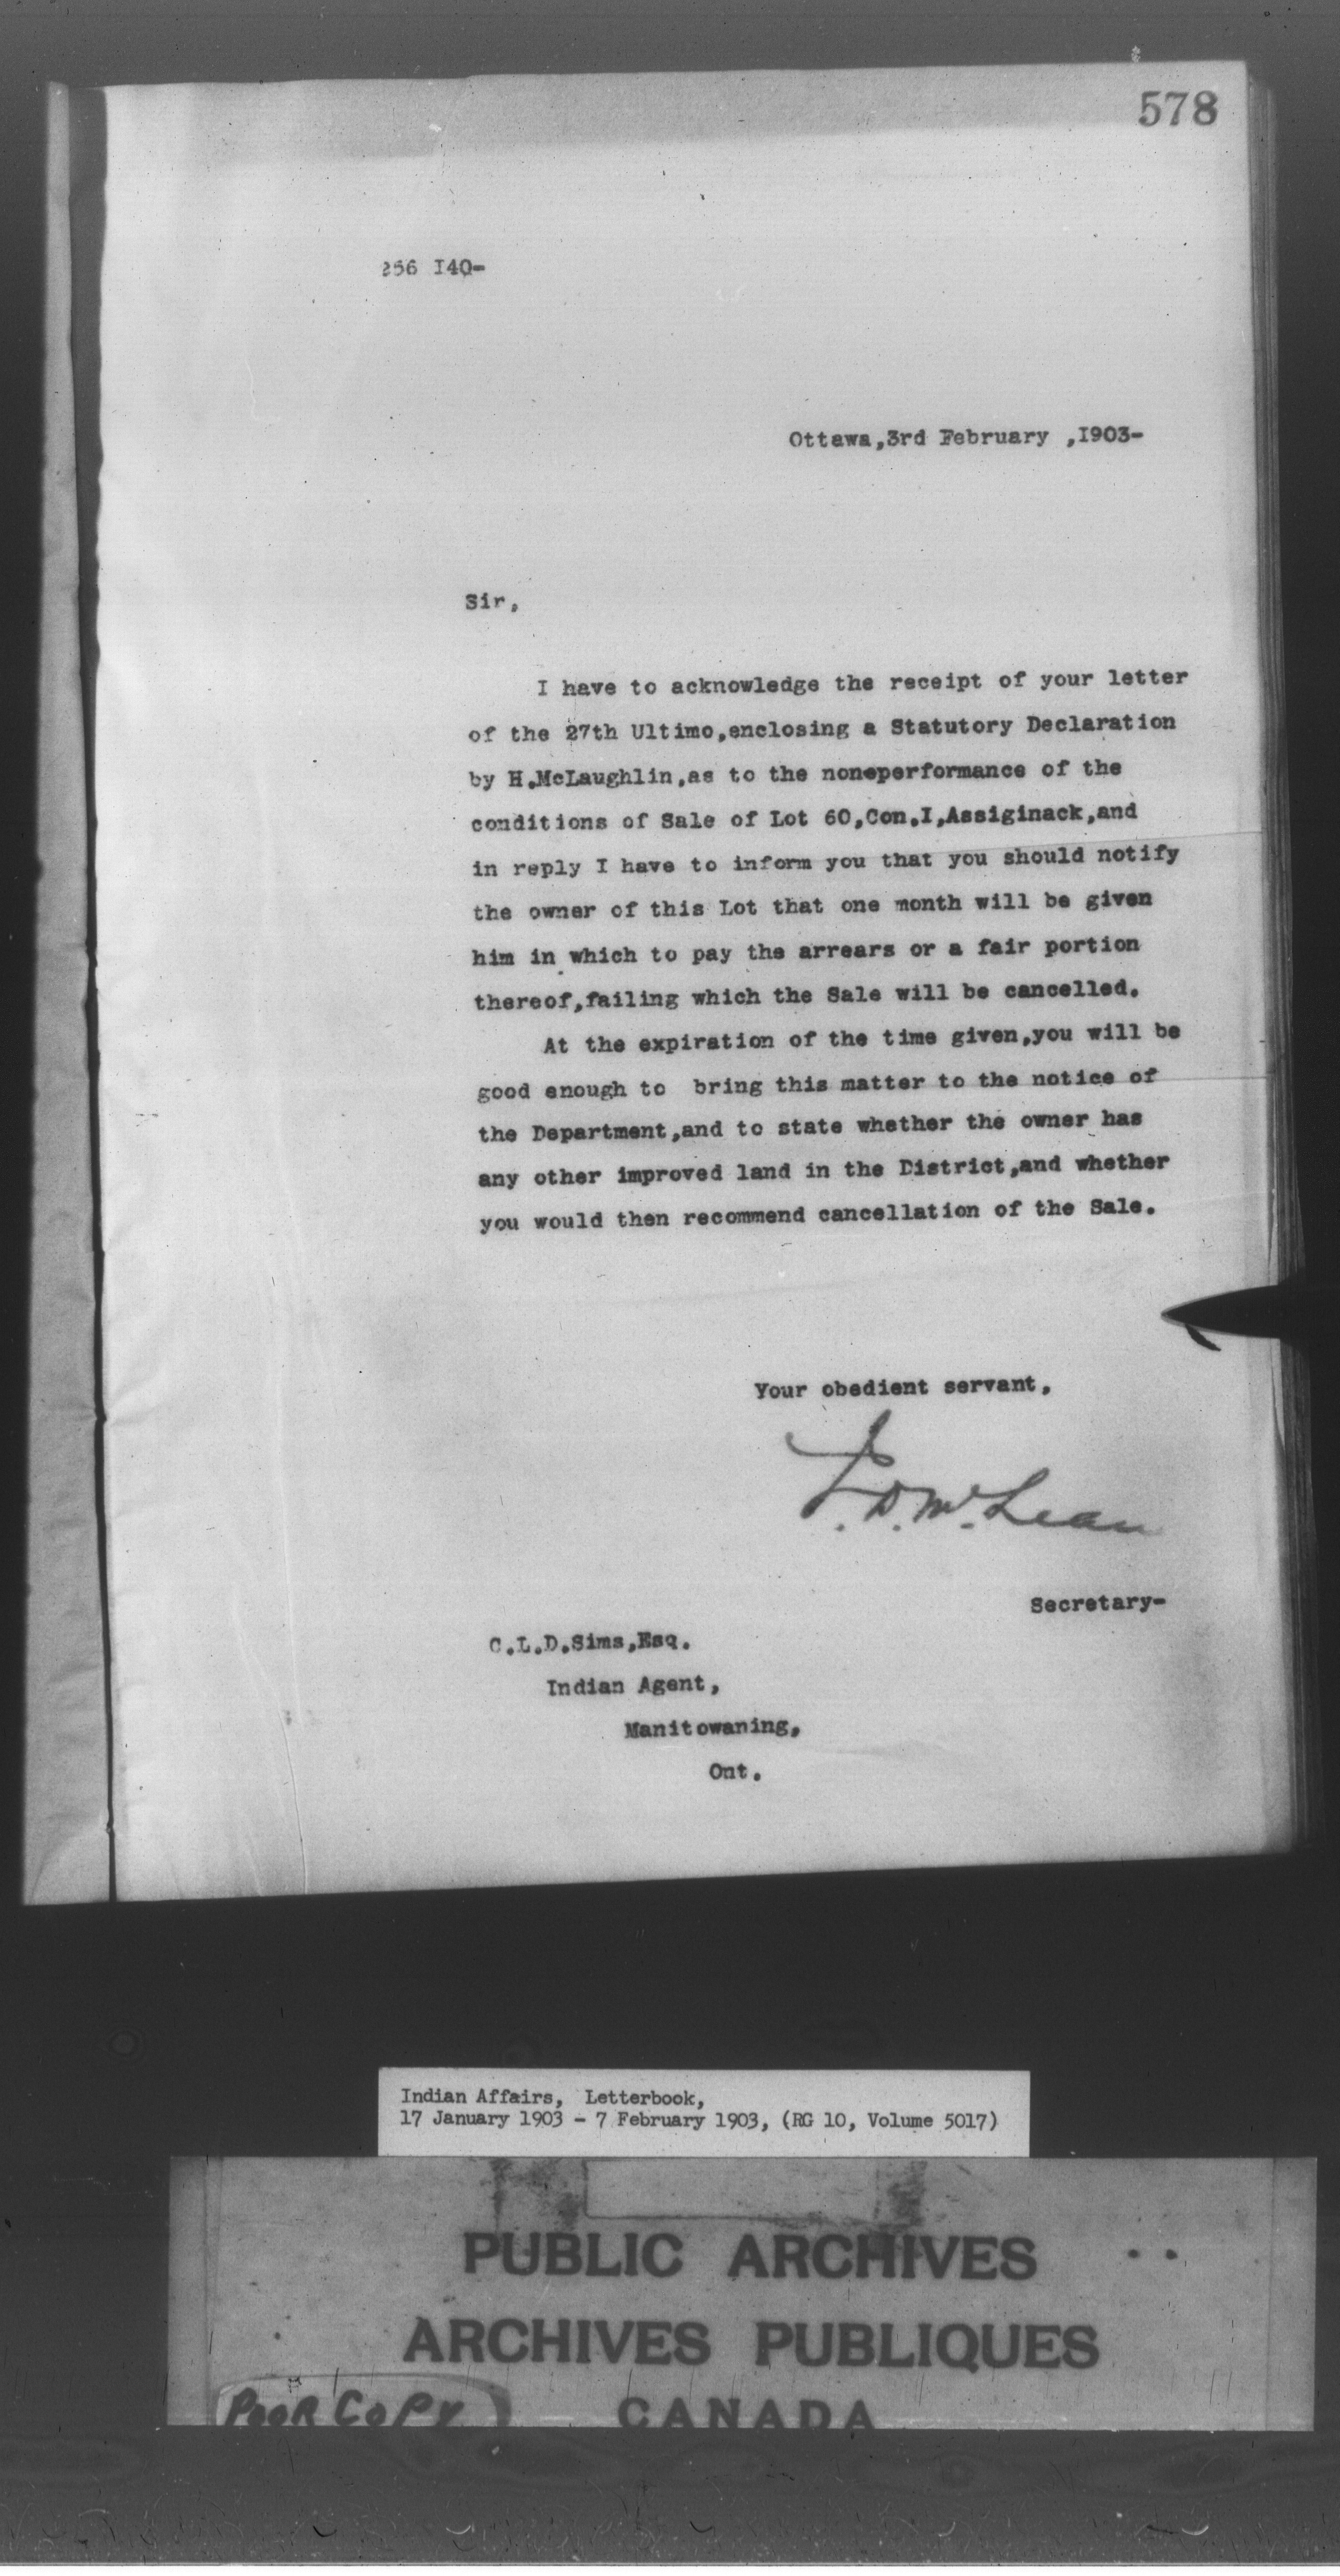 578
256 I40-
Ottawa,3rd February ,I903-
Sir,
I have to acknowledge the receipt of your letter
of the 27th Ultimo,enclosing a Statutory Declaration
by H.McLaughlin,as to the noneperformance of the
conditions of Sale of Lot 60,Con.I,Assiginack,and
in reply I have to inform you that you should notify
the owner of this Lot that one month will be given
him in which to pay the arrears or a fair portion
thereof,failing which the Sale will be cancelled.
At the expiration of the time given,you will be
good enough to bring this matter to the notice of
the Department,and to state whether the owner has
any other improved land in the District,and whether
you would then recommend cancellation of the Sale.
Your obedient servant,
J.D.McLean
Secretary-
C.L.D.Sims,Esq.
Indian Agent,
Manitowaning,
Ont.
Indian Affairs, Letterbook,
17 January 1903 - 7 February 1903, (RG 10, Volume 5017)
PUBLIC ARCHIVES
ARCHIVES PUBLIQUES
POOR COPY CANADA